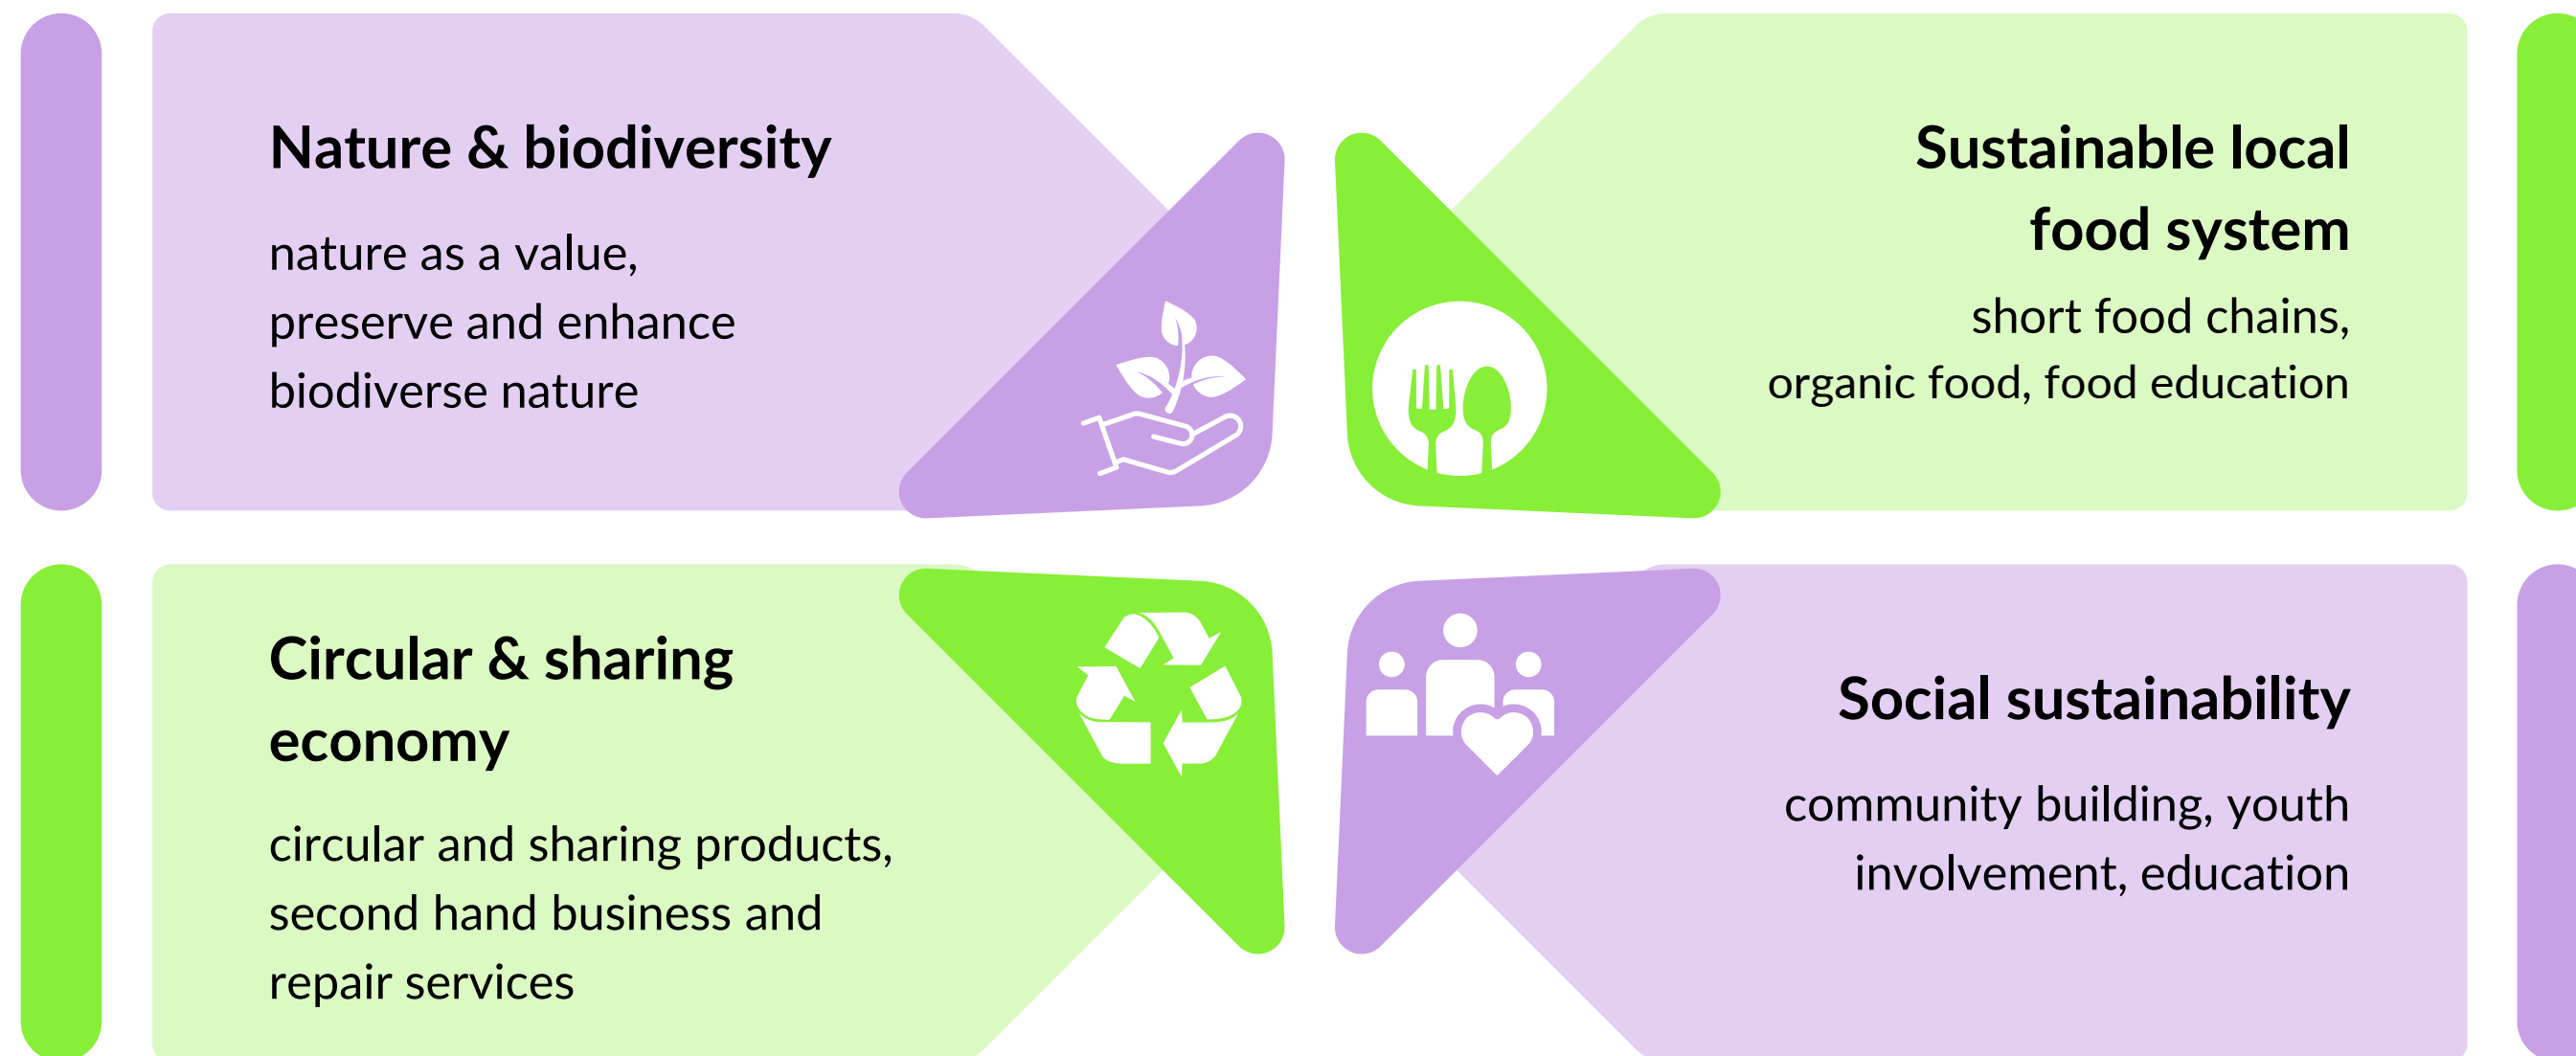 Nature & biodiversity
nature as a value,
preserve and enhance
biodiverse nature
Sustainable local
food system
short food chains,
organic food, food education
Circular & sharing
economy
circular and sharing products,
second hand business and
repair services
Social sustainability
community building, youth
involvement, education